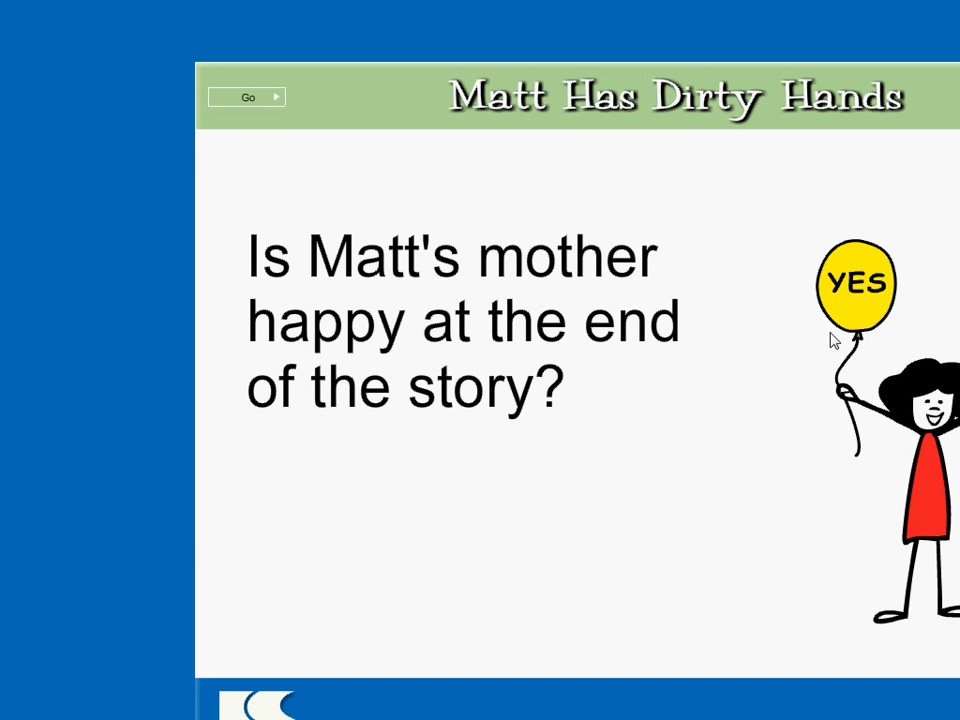 Go
Matt Has Dirty Hands
Is Matt's mother
happy at the end
of the story?
YES